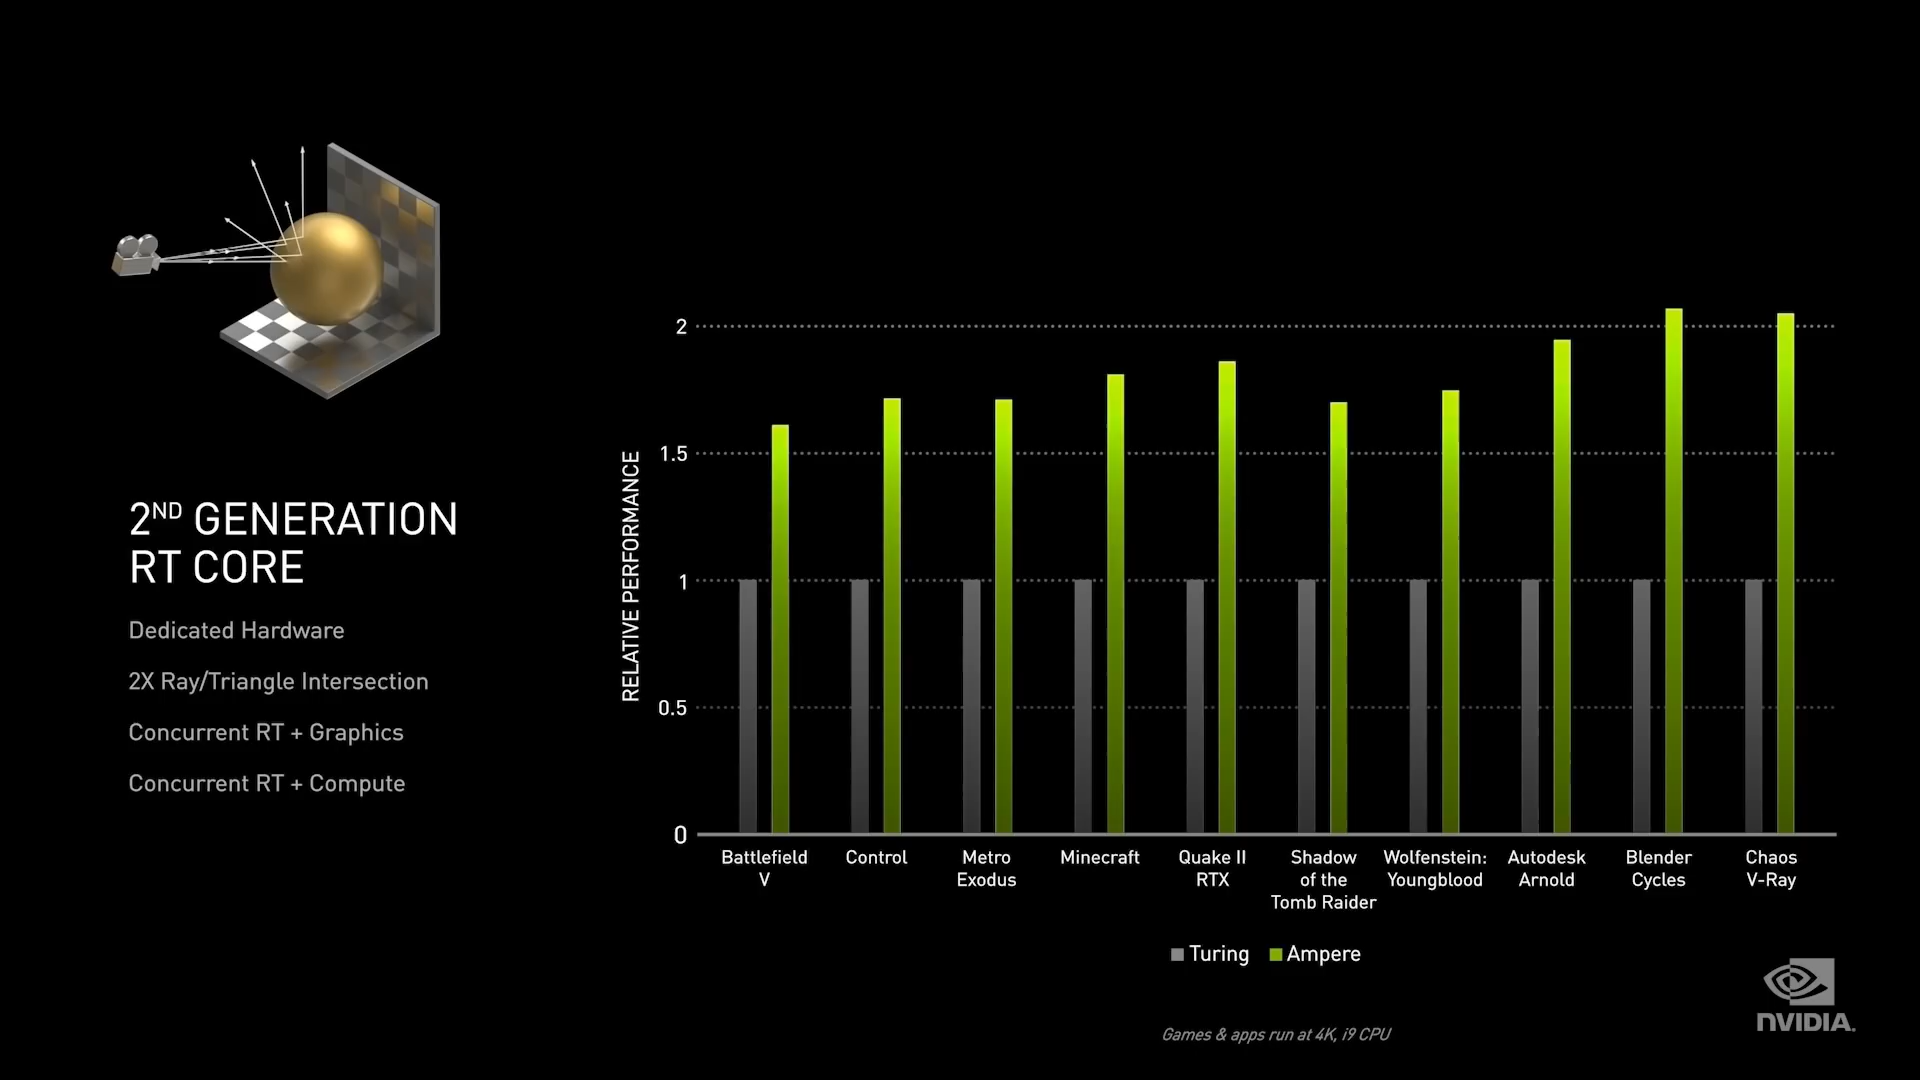 2ND GENERATION
RT CORE
Dedicated Hardware
2X Ray/Triangle Intersection
Concurrent RT + Graphics
Concurrent RT + Compute
RELATIVE PERFORMANCE
2
1.5
1
0.5
0
Battlefield
V
Control
Metro
Exodus
Minecraft
Quake II
RTX
Shadow
of the
Tomb Raider
Wolfenstein:
Youngblood
Autodesk
Arnold
Blender
Cycles
Chaos
V-Ray
Turing
Ampere
Games & apps run at 4K, i9 CPU
NVIDIA.